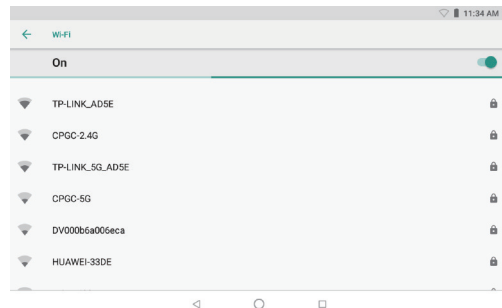 11:34 AM
Wi-Fi
On
TP-LINK_AD5E
CPGC-2.4G
TP-LINK_5G_AD5E
CPGC-5G
DV000b6a006eca
HUAWEI-33DE